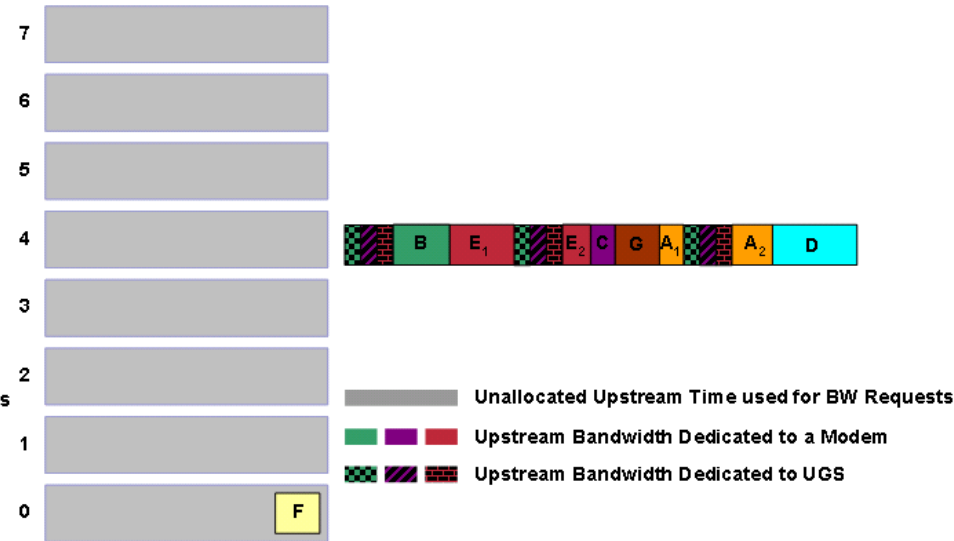 7
6
5
4 B E1 E2 C G A1 A2 D
3
2
s
Unallocated Upstream Time used for BW Requests
1 Upstream Bandwidth Dedicated to a Modem
Upstream Bandwidth Dedicated to UGS
0 F